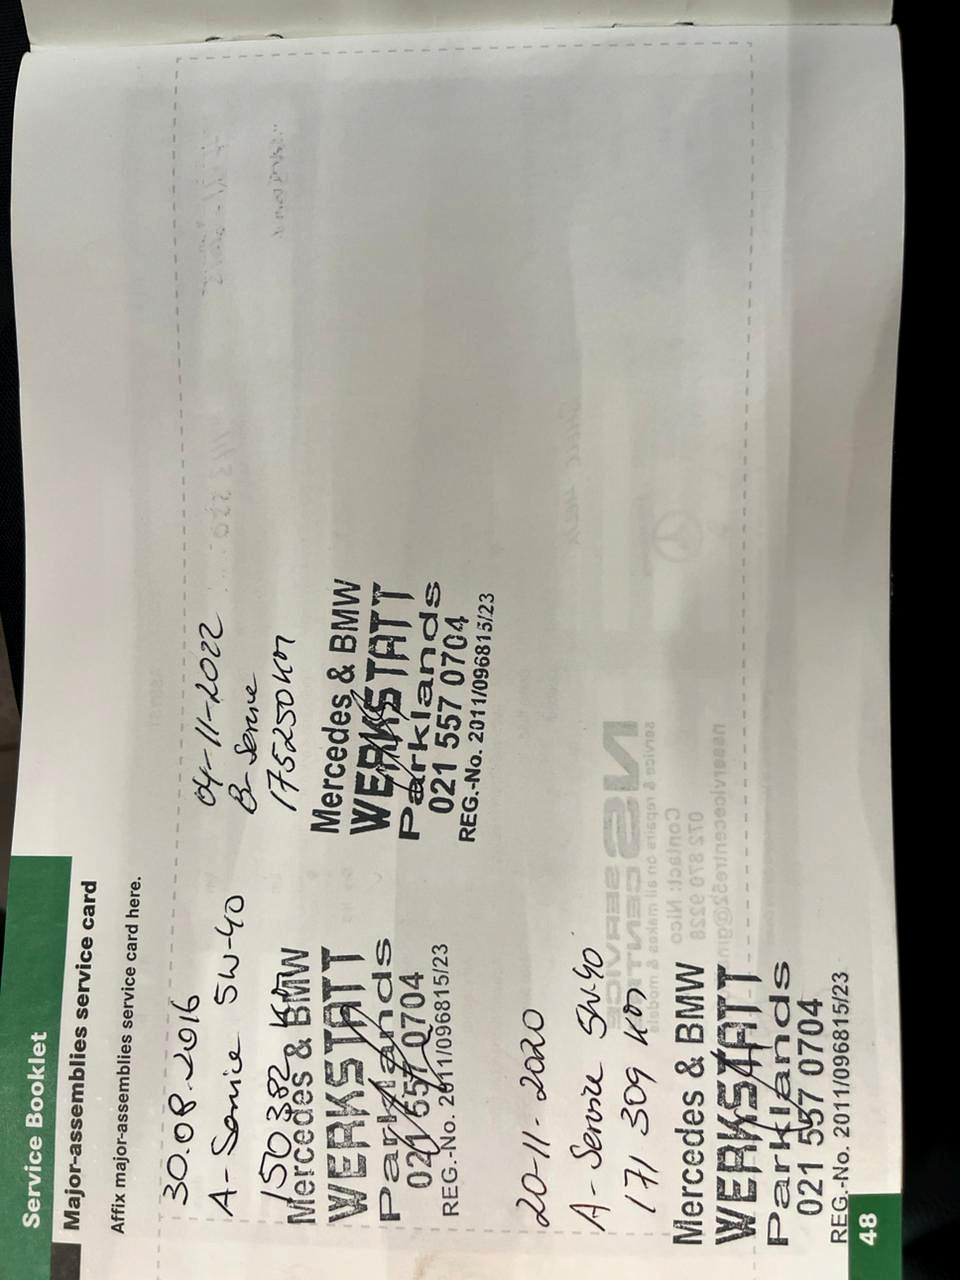 Service Booklet
Major-assemblies service card
Affix major-assemblies service card here.
30.08.2016
A-Service 5W-40
150382 km
Mercedes & BMW
WERKSTATT
Parklands
021 557 0704
REG.-No. 2011/096815/23
04-11-2022
B-Service
175250 km
Mercedes & BMW
WERKSTATT
Parklands
021 557 0704
REG.-No. 2011/096815/23
20-11-2020
A-Service 5W-40
171 309 km
Mercedes & BMW
WERKSTATT
Parklands
021 557 0704
REG.-No. 2011/096815/23
48